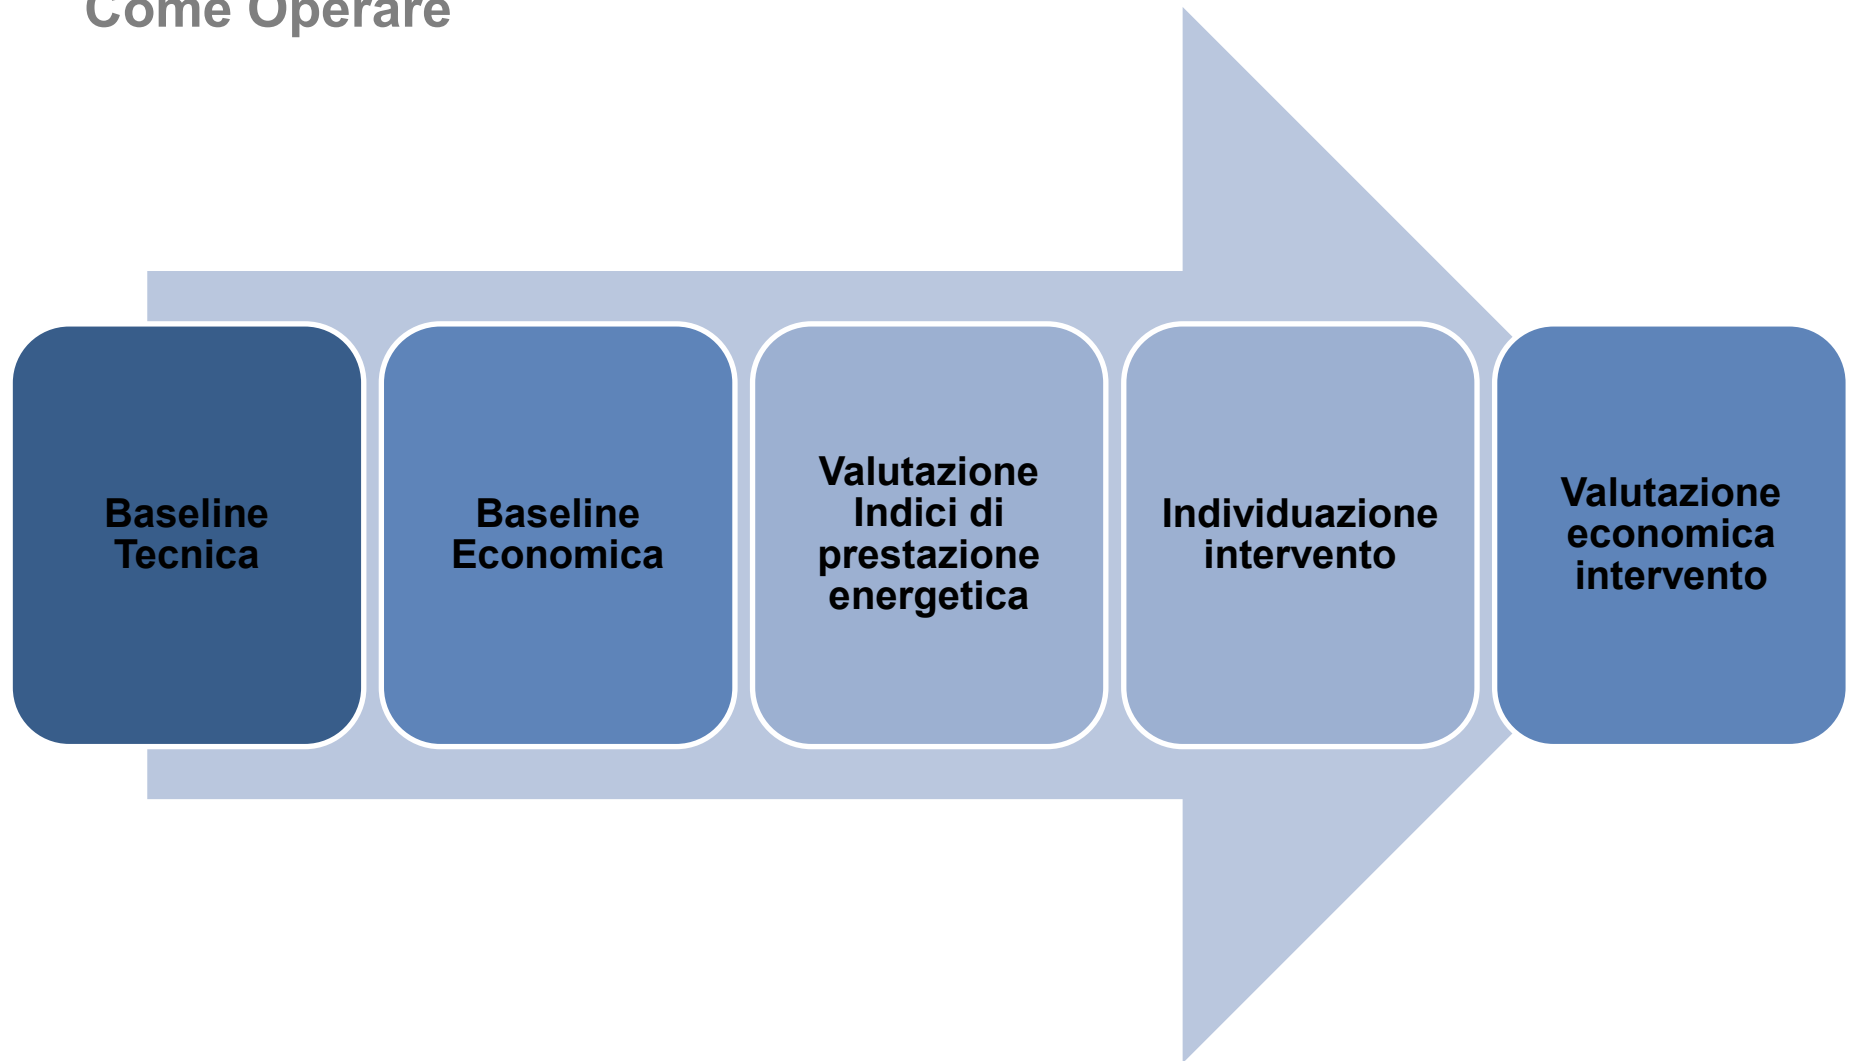 Come Operare
Baseline
Tecnica
Baseline
Economica
Valutazione
Indici di
prestazione
energetica
Individuazione
intervento
Valutazione
economica
intervento